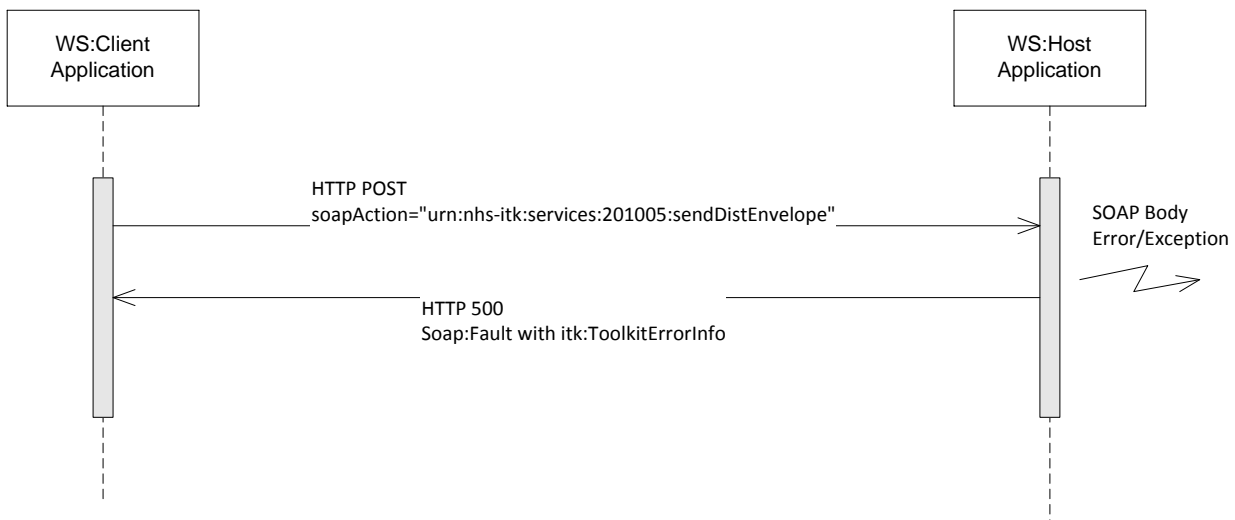 WS:Client
Application
WS:Host
Application
HTTP POST
soapAction="urn:nhs-itk:services:201005:sendDistEnvelope"
SOAP Body
Error/Exception
HTTP 500
Soap:Fault with itk:ToolkitErrorInfo